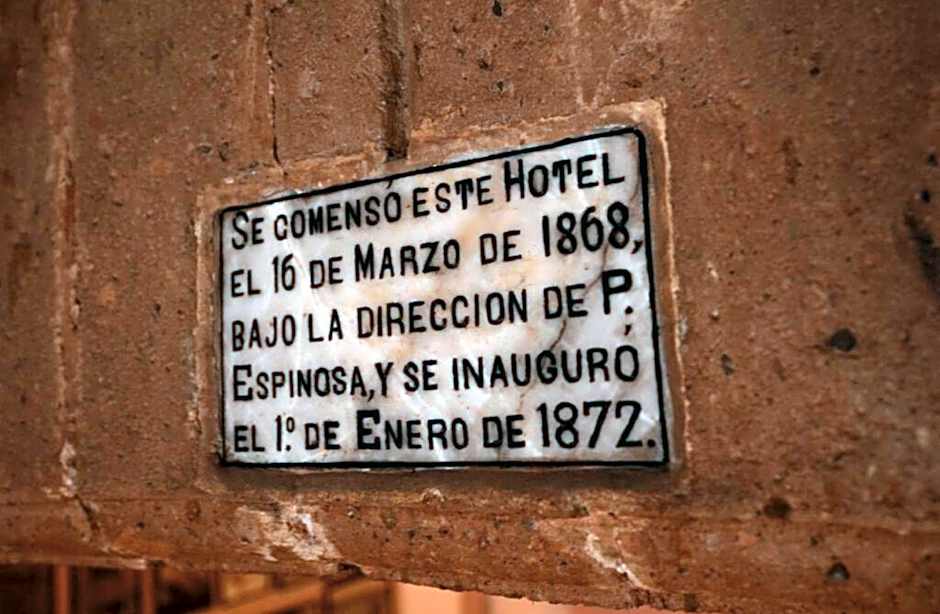 SE COMENSÓ ESTE HOTEL
EL 16 DE MARZO DE 1868,
BAJO LA DIRECCION DE P.
ESPINOSA, Y SE INAUGURO
EL 1º. DE ENERO DE 1872.